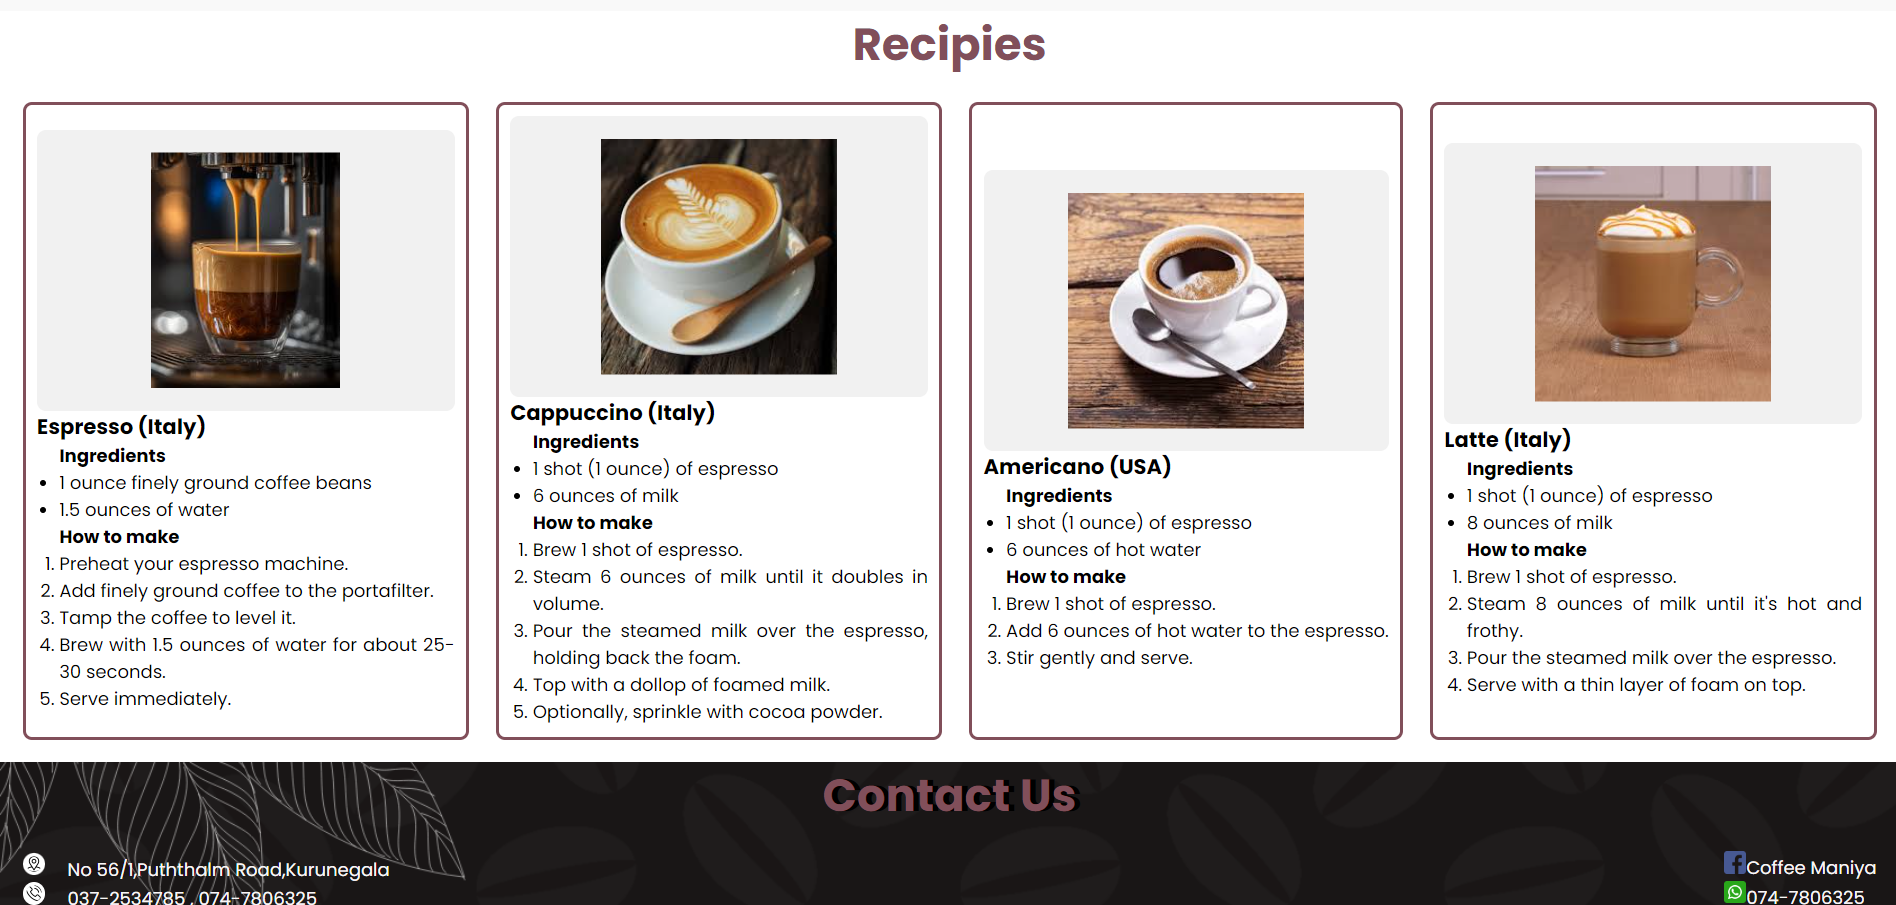 Recipies
Espresso (Italy)
Ingredients
• 1 ounce finely ground coffee beans
• 1.5 ounces of water
How to make
1. Preheat your espresso machine.
2. Add finely ground coffee to the portafilter.
3. Tamp the coffee to level it.
4. Brew with 1.5 ounces of water for about 25-
30 seconds.
5. Serve immediately.
Cappuccino (Italy)
Ingredients
• 1 shot (1 ounce) of espresso
• 6 ounces of milk
How to make
1. Brew 1 shot of espresso.
2. Steam 6 ounces of milk until it doubles in
volume.
3. Pour the steamed milk over the espresso,
holding back the foam.
4. Top with a dollop of foamed milk.
5. Optionally, sprinkle with cocoa powder.
Americano (USA)
Ingredients
• 1 shot (1 ounce) of espresso
• 6 ounces of hot water
How to make
1. Brew 1 shot of espresso.
2. Add 6 ounces of hot water to the espresso.
3. Stir gently and serve.
Latte (Italy)
Ingredients
• 1 shot (1 ounce) of espresso
• 8 ounces of milk
How to make
1. Brew 1 shot of espresso.
2. Steam 8 ounces of milk until it's hot and
frothy.
3. Pour the steamed milk over the espresso.
4. Serve with a thin layer of foam on top.
Contact Us
No 56/1,Puththalm Road,Kurunegala
037-2534785 , 074-7806325
Coffee Maniya
074-7806325